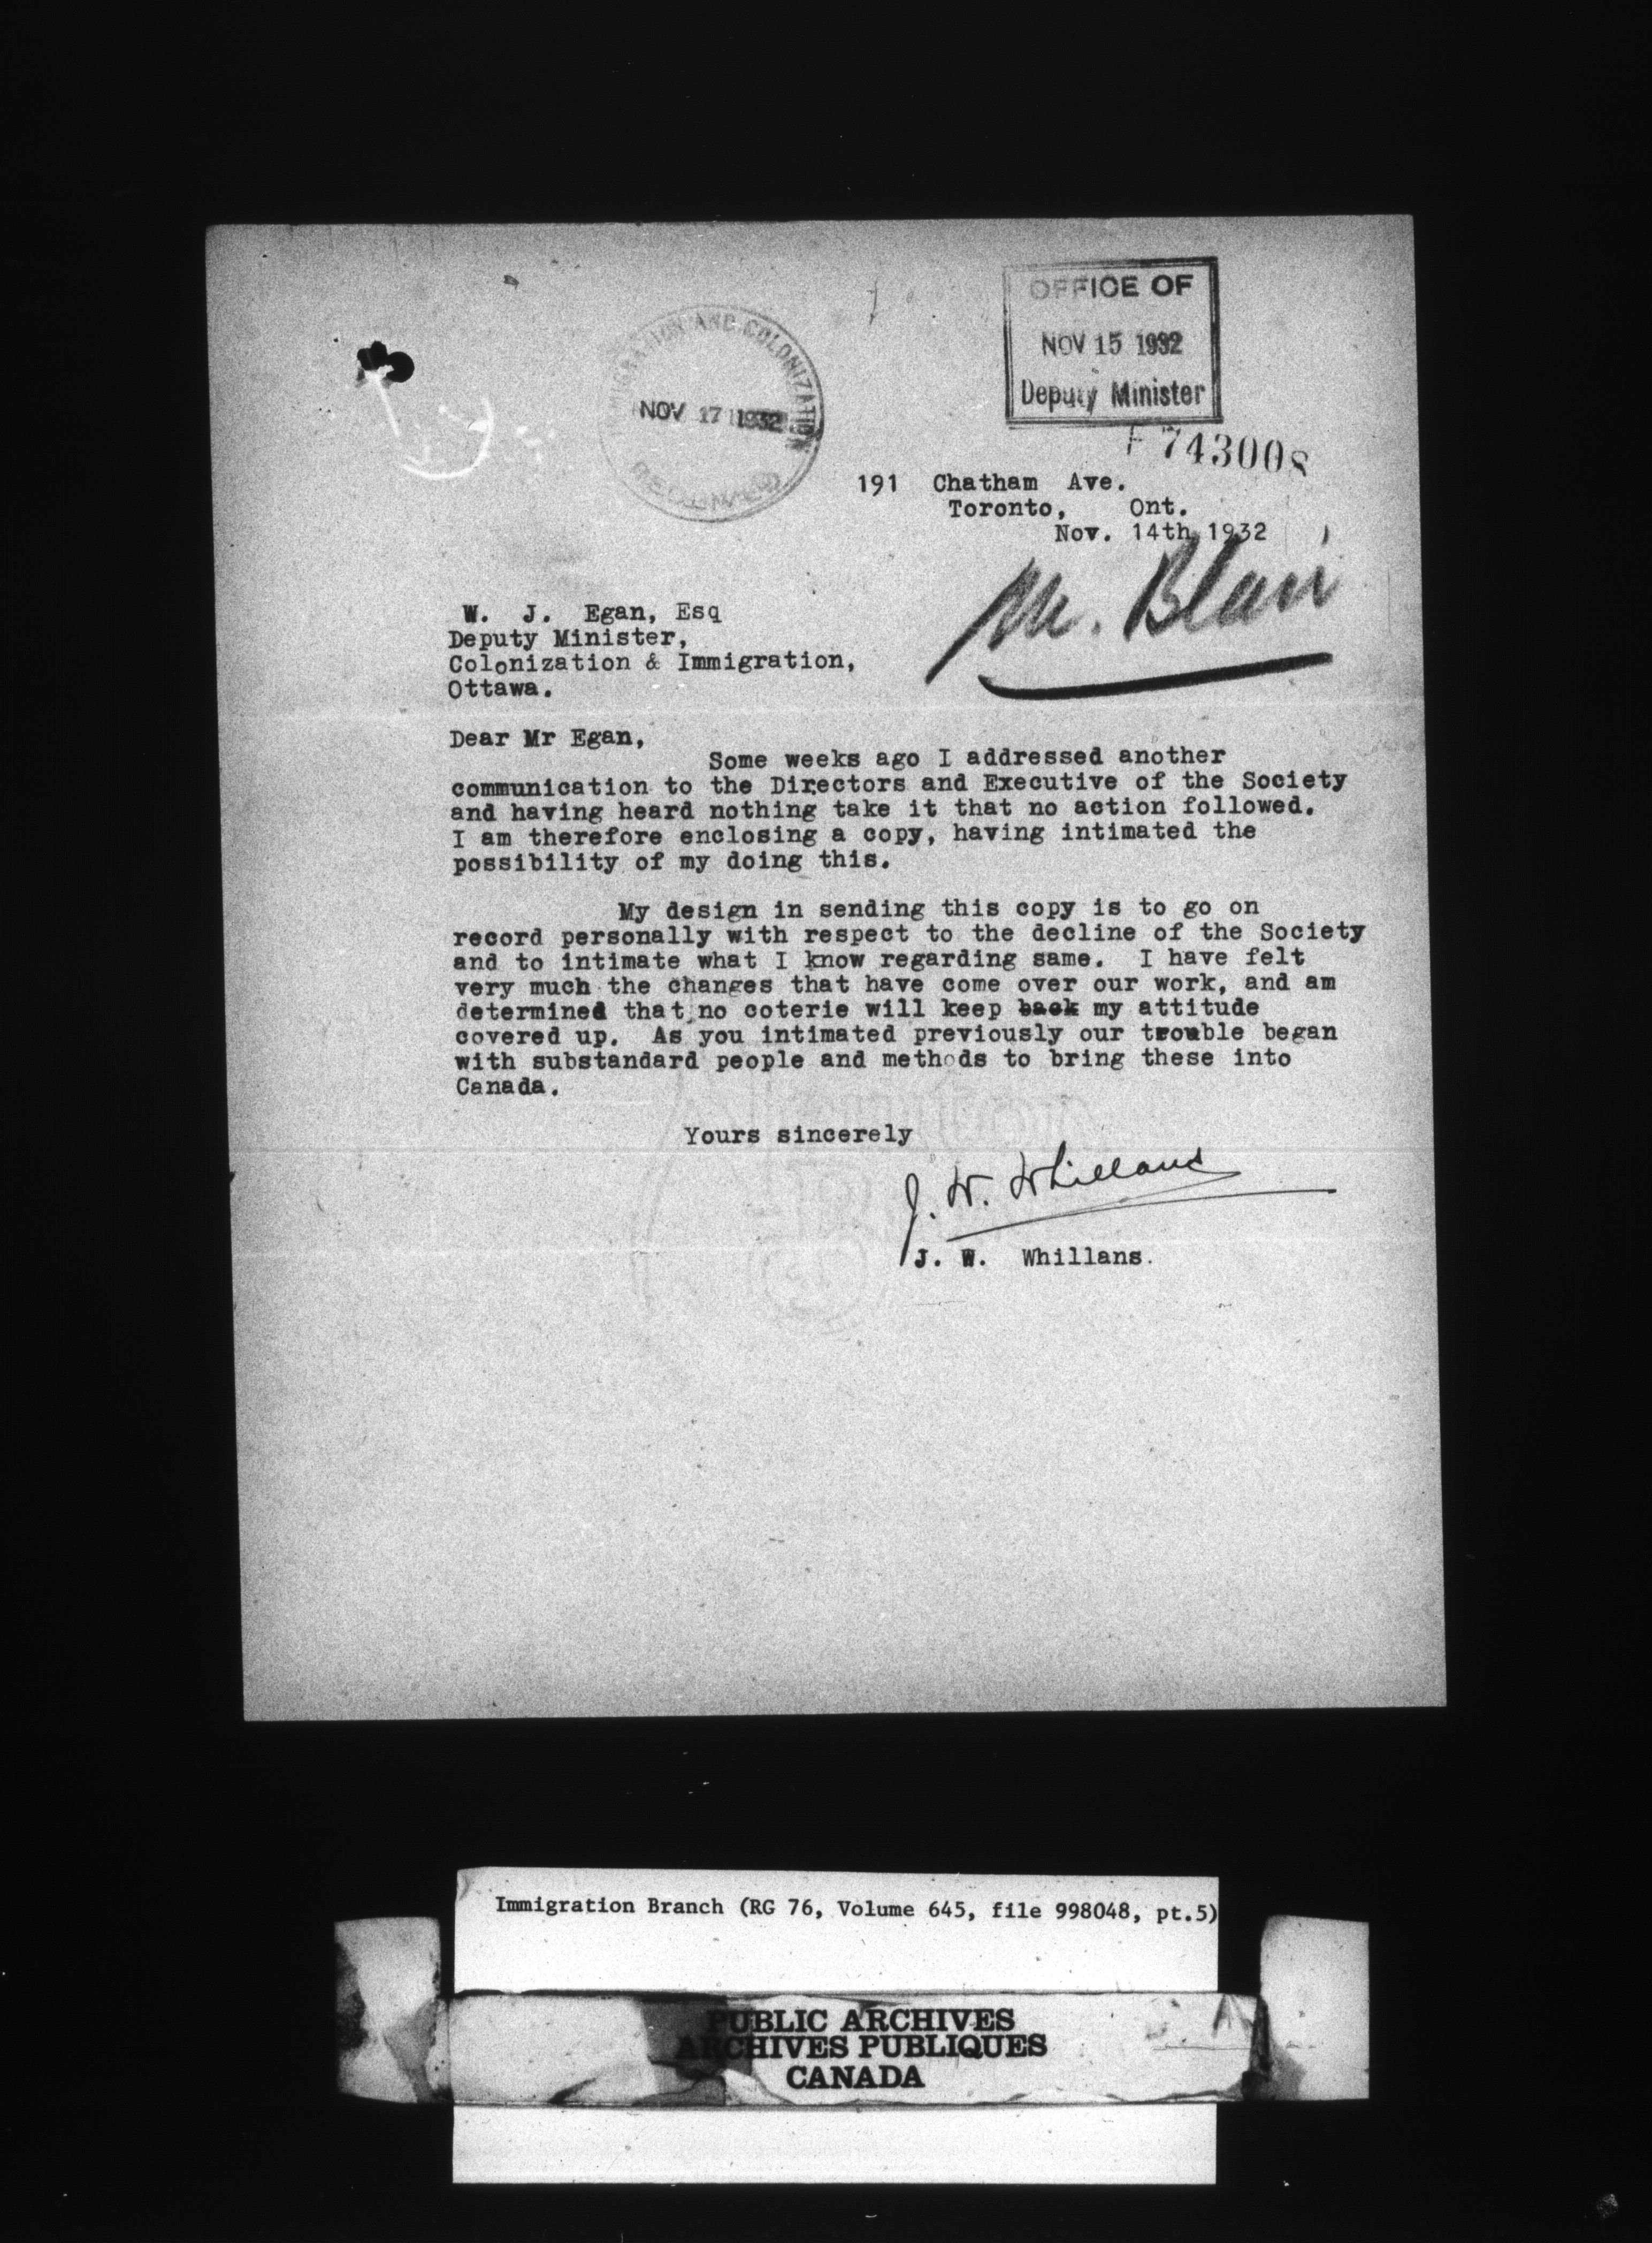 OFFICE OF
NOV 15 1932
Deputy Minister
IMMIGRATION AND COLONIZATION
NOV 17 1932
F 743008
191 Chatham Ave.
Toronto, Ont.
Nov. 14th, 1932
Mr. Blair
W. J. Egan, Esq
Deputy Minister,
Colonization & Immigration,
Ottawa.
Dear Mr Egan,
Some weeks ago I addressed another
communication to the Directors and Executive of the Society
and having heard nothing take it that no action followed.
I am therefore enclosing a copy, having intimated the
possibility of my doing this.
My design in sending this copy is to go on
record personally with respect to the decline of the Society
and to intimate what I know regarding same. I have felt
very much the changes that have come over our work, and am
determined that no coterie will keep back my attitude
covered up. As you intimated previously our trouble began
with substandard people and methods to bring these into
Canada.
Yours sincerely
J. W. Whillans
J. W. Whillans.
Immigration Branch (RG 76, Volume 645, file 998048, pt.5)
PUBLIC ARCHIVES
ARCHIVES PUBLIQUES
CANADA